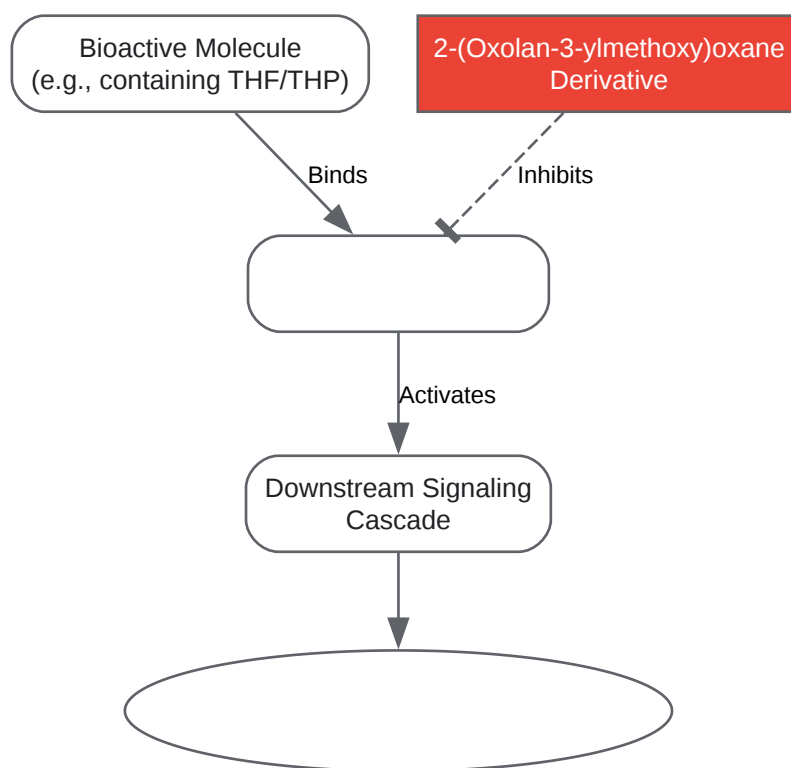 Bioactive Molecule
(e.g., containing THF/THP)
2-(Oxolan-3-ylmethoxy)oxane
Derivative
Binds
Inhibits
Activates
Downstream Signaling
Cascade